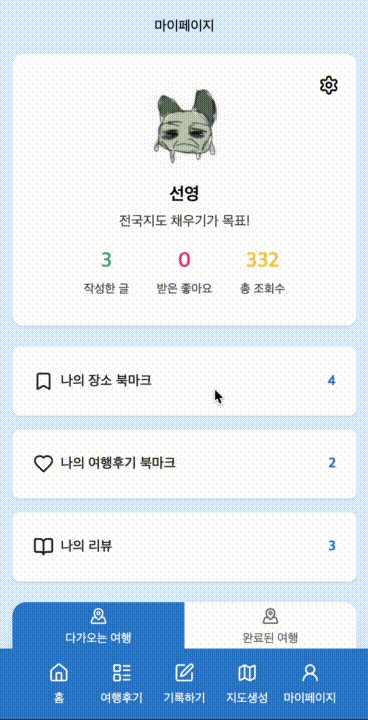 마이페이지
선영
전국지도 채우기가 목표!
3 0 332
작성한 글 받은 좋아요 총 조회수
나의 장소 북마크 4
나의 여행후기 북마크 2
나의 리뷰 3
다가오는 여행 완료된 여행
홈 여행후기 기록하기 지도생성 마이페이지